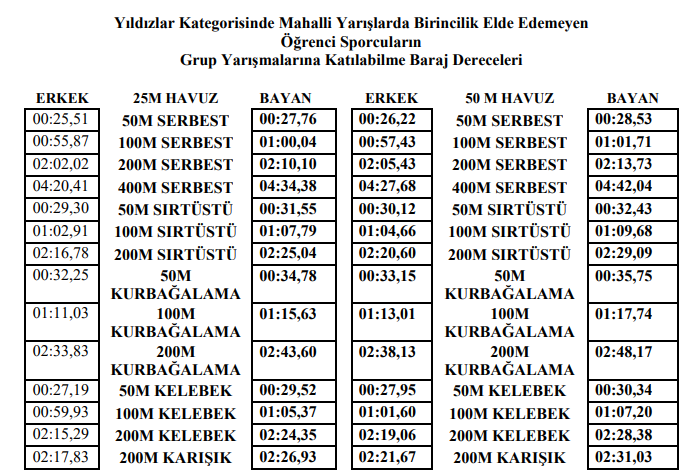 Yıldızlar Kategorisinde Mahalli Yarışlarda Birincilik Elde Edemeyen
Öğrenci Sporcuların
Grup Yarışmalarına Katılabilme Baraj Dereceleri
ERKEK 25M HAVUZ BAYAN ERKEK 50 M HAVUZ BAYAN
00:25,51 50M SERBEST 00:27,76 00:26,22 50M SERBEST 00:28,53
00:55,87 100M SERBEST 01:00,04 00:57,43 100M SERBEST 01:01,71
02:02,02 200M SERBEST 02:10,10 02:05,43 200M SERBEST 02:13,73
04:20,41 400M SERBEST 04:34,38 04:27,68 400M SERBEST 04:42,04
00:29,30 50M SIRTÜSTÜ 00:31,55 00:30,12 50M SIRTÜSTÜ 00:32,43
01:02,91 100M SIRTÜSTÜ 01:07,79 01:04,66 100M SIRTÜSTÜ 01:09,68
02:16,78 200M SIRTÜSTÜ 02:25,04 02:20,60 200M SIRTÜSTÜ 02:29,09
00:32,25 50M 00:34,78 00:33,15 50M 00:35,75
KURBAĞALAMA KURBAĞALAMA
01:11,03 100M 01:15,63 01:13,01 100M 01:17,74
KURBAĞALAMA KURBAĞALAMA
02:33,83 200M 02:43,60 02:38,13 200M 02:48,17
KURBAĞALAMA KURBAĞALAMA
00:27,19 50M KELEBEK 00:29,52 00:27,95 50M KELEBEK 00:30,34
00:59,93 100M KELEBEK 01:05,37 01:01,60 100M KELEBEK 01:07,20
02:15,29 200M KELEBEK 02:24,35 02:19,06 200M KELEBEK 02:28,38
02:17,83 200M KARIŞIK 02:26,93 02:21,67 200M KARIŞIK 02:31,03